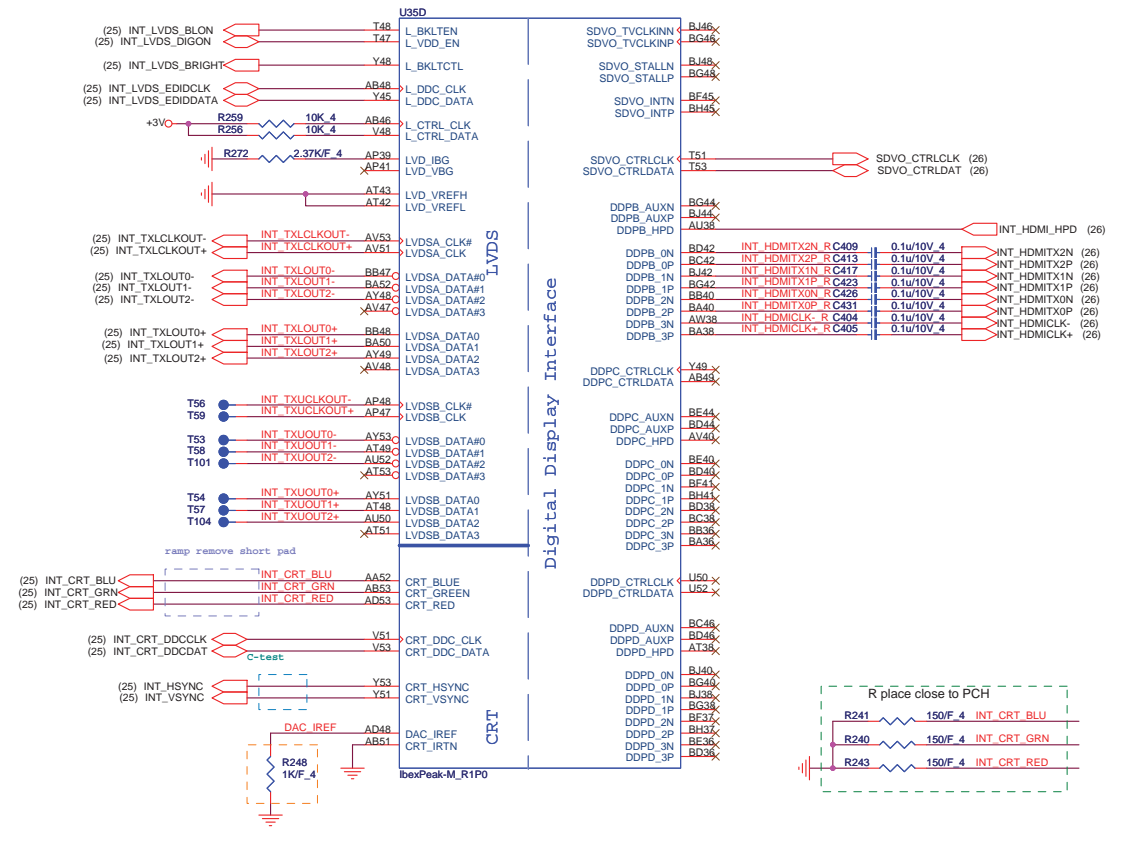 U35D
(25) INT_LVDS_BLON T48 L_BKLTEN
(25) INT_LVDS_DIGON T47 L_VDD_EN
(25) INT_LVDS_BRIGHT Y48 L_BKLTCTL
(25) INT_LVDS_EDIDCLK AB48 L_DDC_CLK
(25) INT_LVDS_EDIDDATA Y45 L_DDC_DATA
+3V R259 10K_4 AB46 L_CTRL_CLK
R256 10K_4 V48 L_CTRL_DATA
R272 2.37K/F_4 AP39 LVD_IBG
AP41 LVD_VBG
AT43 LVD_VREFH
AT42 LVD_VREFL
(25) INT_TXLCLKOUT- INT_TXLCLKOUT- AV53 LVDSA_CLK#
(25) INT_TXLCLKOUT+ INT_TXLCLKOUT+ AV51 LVDSA_CLK
(25) INT_TXLOUT0- INT_TXLOUT0- BB47 LVDSA_DATA#0
(25) INT_TXLOUT1- INT_TXLOUT1- BA52 LVDSA_DATA#1
(25) INT_TXLOUT2- INT_TXLOUT2- AY48 LVDSA_DATA#2
AV47 LVDSA_DATA#3
(25) INT_TXLOUT0+ INT_TXLOUT0+ BB48 LVDSA_DATA0
(25) INT_TXLOUT1+ INT_TXLOUT1+ BA50 LVDSA_DATA1
(25) INT_TXLOUT2+ INT_TXLOUT2+ AY49 LVDSA_DATA2
AV48 LVDSA_DATA3
T56 INT_TXUCLKOUT- AP48 LVDSB_CLK#
T59 INT_TXUCLKOUT+ AP47 LVDSB_CLK
T53 INT_TXUOUT0- AY53 LVDSB_DATA#0
T58 INT_TXUOUT1- AT49 LVDSB_DATA#1
T101 INT_TXUOUT2- AU52 LVDSB_DATA#2
AT53 LVDSB_DATA#3
T54 INT_TXUOUT0+ AY51 LVDSB_DATA0
T57 INT_TXUOUT1+ AT48 LVDSB_DATA1
T104 INT_TXUOUT2+ AU50 LVDSB_DATA2
AT51 LVDSB_DATA3
ramp remove short pad
(25) INT_CRT_BLU INT_CRT_BLU AA52 CRT_BLUE
(25) INT_CRT_GRN INT_CRT_GRN AB53 CRT_GREEN
(25) INT_CRT_RED INT_CRT_RED AD53 CRT_RED
(25) INT_CRT_DDCCLK V51 CRT_DDC_CLK
(25) INT_CRT_DDCDAT V53 CRT_DDC_DATA
C-test
(25) INT_HSYNC Y53 CRT_HSYNC
(25) INT_VSYNC Y51 CRT_VSYNC
DAC_IREF AD48 DAC_IREF
AB51 CRT_IRTN
R248
1K/F_4
LVDS
CRT
Digital Display Interface
SDVO_TVCLKINN BJ46
SDVO_TVCLKINP BG46
SDVO_STALLN BJ48
SDVO_STALLP BG48
SDVO_INTN BF45
SDVO_INTP BH45
SDVO_CTRLCLK T51 SDVO_CTRLCLK (26)
SDVO_CTRLDATA T53 SDVO_CTRLDAT (26)
DDPB_AUXN BG44
DDPB_AUXP BJ44
DDPB_HPD AU38 INT_HDMI_HPD (26)
DDPB_0N BD42 INT_HDMITX2N_R C409 0.1u/10V_4 INT_HDMITX2N (26)
DDPB_0P BC42 INT_HDMITX2P_R C413 0.1u/10V_4 INT_HDMITX2P (26)
DDPB_1N BJ42 INT_HDMITX1N_R C417 0.1u/10V_4 INT_HDMITX1N (26)
DDPB_1P BG42 INT_HDMITX1P_R C423 0.1u/10V_4 INT_HDMITX1P (26)
DDPB_2N BB40 INT_HDMITX0N_R C426 0.1u/10V_4 INT_HDMITX0N (26)
DDPB_2P BA40 INT_HDMITX0P_R C431 0.1u/10V_4 INT_HDMITX0P (26)
DDPB_3N AW38 INT_HDMICLK-_R C404 0.1u/10V_4 INT_HDMICLK- (26)
DDPB_3P BA38 INT_HDMICLK+_R C405 0.1u/10V_4 INT_HDMICLK+ (26)
DDPC_CTRLCLK Y49
DDPC_CTRLDATA AB49
DDPC_AUXN BE44
DDPC_AUXP BD44
DDPC_HPD AV40
DDPC_0N BE40
DDPC_0P BD40
DDPC_1N BF41
DDPC_1P BH41
DDPC_2N BD38
DDPC_2P BC38
DDPC_3N BB36
DDPC_3P BA36
DDPD_CTRLCLK U50
DDPD_CTRLDATA U52
DDPD_AUXN BC46
DDPD_AUXP BD46
DDPD_HPD AT38
DDPD_0N BJ40
DDPD_0P BG40
DDPD_1N BJ38
DDPD_1P BG38
DDPD_2N BF37
DDPD_2P BH37
DDPD_3N BE36
DDPD_3P BD36
IbexPeak-M_R1P0
R place close to PCH
R241 150/F_4 INT_CRT_BLU
R240 150/F_4 INT_CRT_GRN
R243 150/F_4 INT_CRT_RED